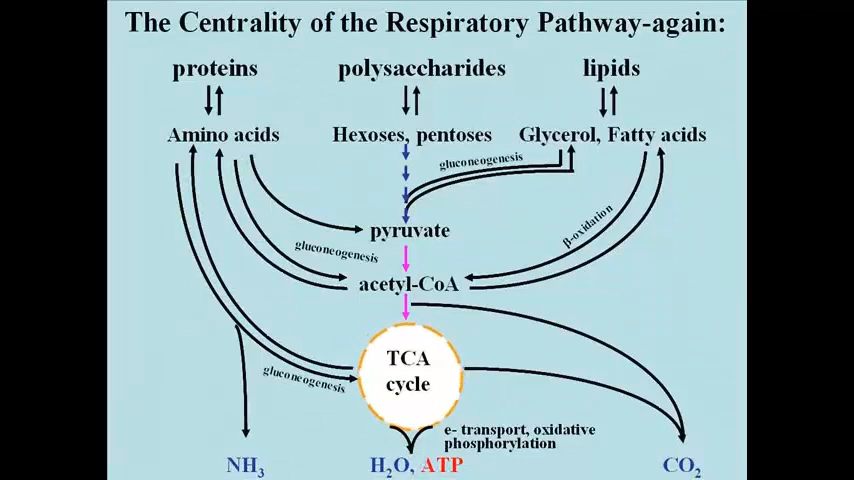 The Centrality of the Respiratory Pathway-again:
proteins
polysaccharides
lipids
Amino acids
Hexoses, pentoses
Glycerol, Fatty acids
gluconeogenesis
pyruvate
β-oxidation
gluconeogenesis
acetyl-CoA
TCA
cycle
gluconeogenesis
e- transport, oxidative
phosphorylation
NH3
H2O, ATP
CO2